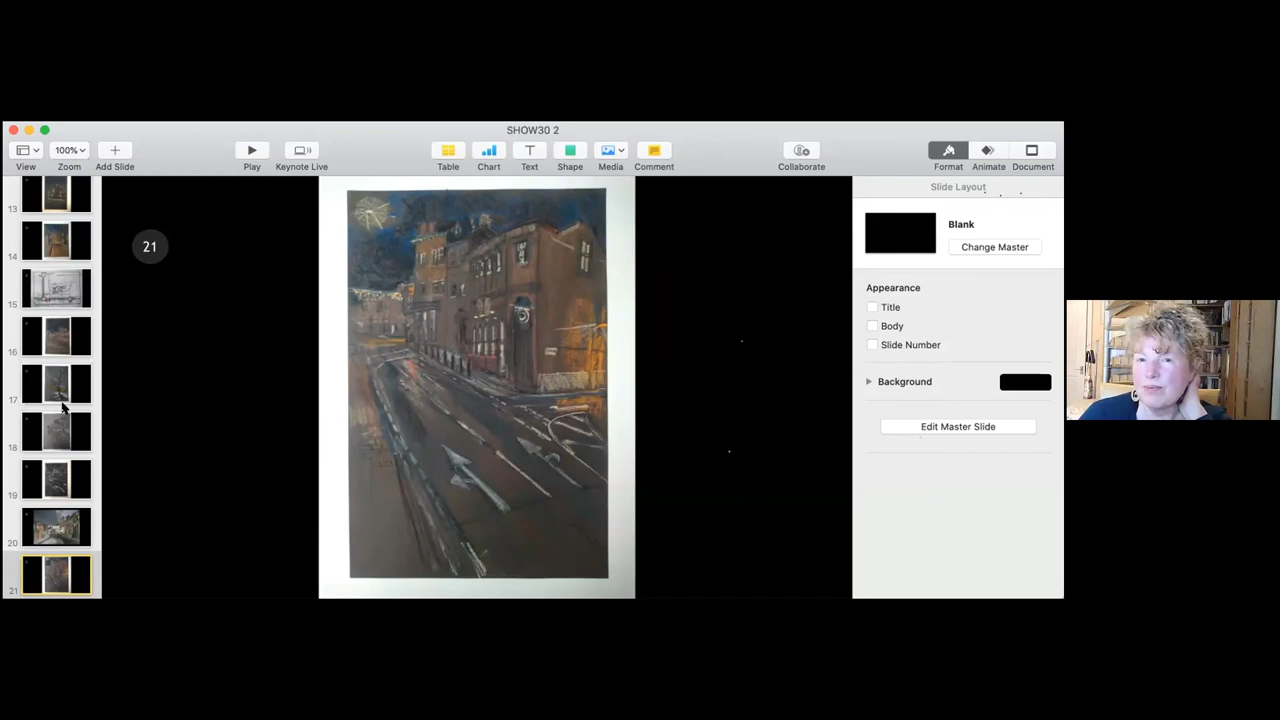 SHOW30 2
100%
View
Zoom
Add Slide
Play
Keynote Live
Table
Chart
Text
Shape
Media
Comment
Collaborate
Format
Animate
Document
Slide Layout
13
21
Blank
Change Master
14
Appearance
15
Title
Body
16
Slide Number
Background
17
Edit Master Slide
18
19
20
21